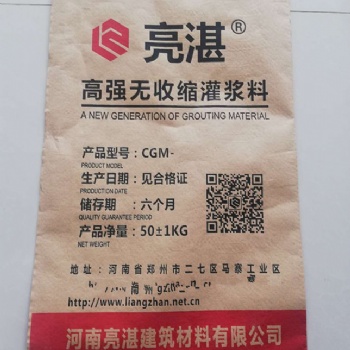 亮湛®
高强无收缩灌浆料
A NEW GENERATION OF GROUTING MATERIAL
产品型号：CGM-
PRODUCT MODEL
生产日期：见合格证
PRODUCTION DATE
储存期：六个月
QUALITY GUARANTEE PERIOD
产品净量：50±1KG
NET WEIGHT
地址：河南省郑州市二七区马寨工业区
http://www.liangzhan.net.cn
河南亮湛建筑材料有限公司